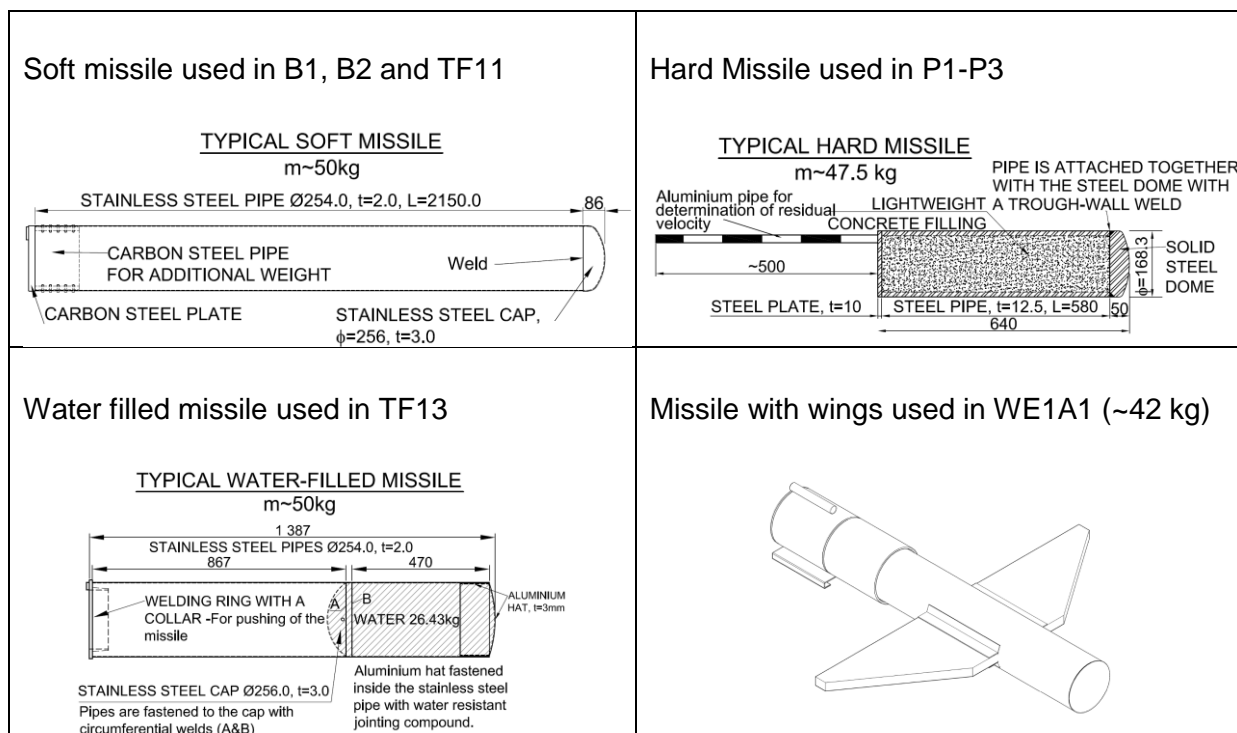 Soft missile used in B1, B2 and TF11
TYPICAL SOFT MISSILE
m~50kg
STAINLESS STEEL PIPE Ø254.0, t=2.0, L=2150.0
86
CARBON STEEL PIPE
FOR ADDITIONAL WEIGHT
Weld
CARBON STEEL PLATE
STAINLESS STEEL CAP,
ϕ=256, t=3.0
Hard Missile used in P1-P3
TYPICAL HARD MISSILE
m~47.5 kg
PIPE IS ATTACHED TOGETHER
WITH THE STEEL DOME WITH
A TROUGH-WALL WELD
Aluminium pipe for
determination of residual
velocity
LIGHTWEIGHT
CONCRETE FILLING
~500
SOLID
STEEL
DOME
ϕ=168.3
STEEL PLATE, t=10
STEEL PIPE, t=12.5, L=580
50
640
Water filled missile used in TF13
TYPICAL WATER-FILLED MISSILE
m~50kg
1 387
STAINLESS STEEL PIPES Ø254.0, t=2.0
867
470
WELDING RING WITH A
COLLAR -For pushing of the
missile
A
B
WATER 26.43kg
ALUMINIUM
HAT, t=3mm
STAINLESS STEEL CAP Ø256.0, t=3.0
Pipes are fastened to the cap with
circumferential welds (A&B)
Aluminium hat fastened
inside the stainless steel
pipe with water resistant
jointing compound.
Missile with wings used in WE1A1 (~42 kg)